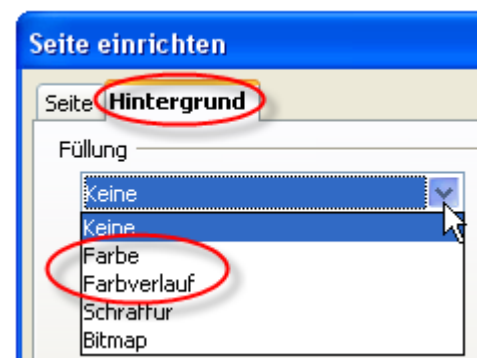 Seite einrichten
Seite Hintergrund
Füllung
Keine
Keine
Farbe
Farbverlauf
Schraffur
Bitmap